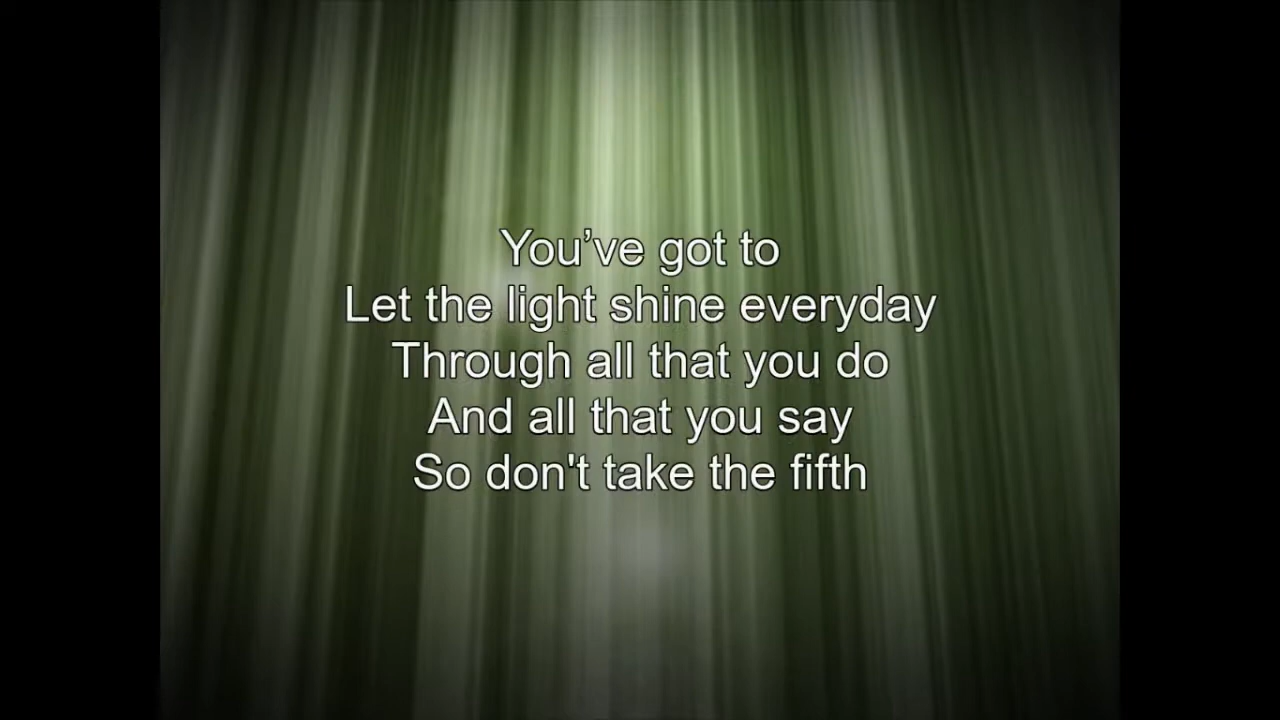 You’ve got to
Let the light shine everyday
Through all that you do
And all that you say
So don't take the fifth